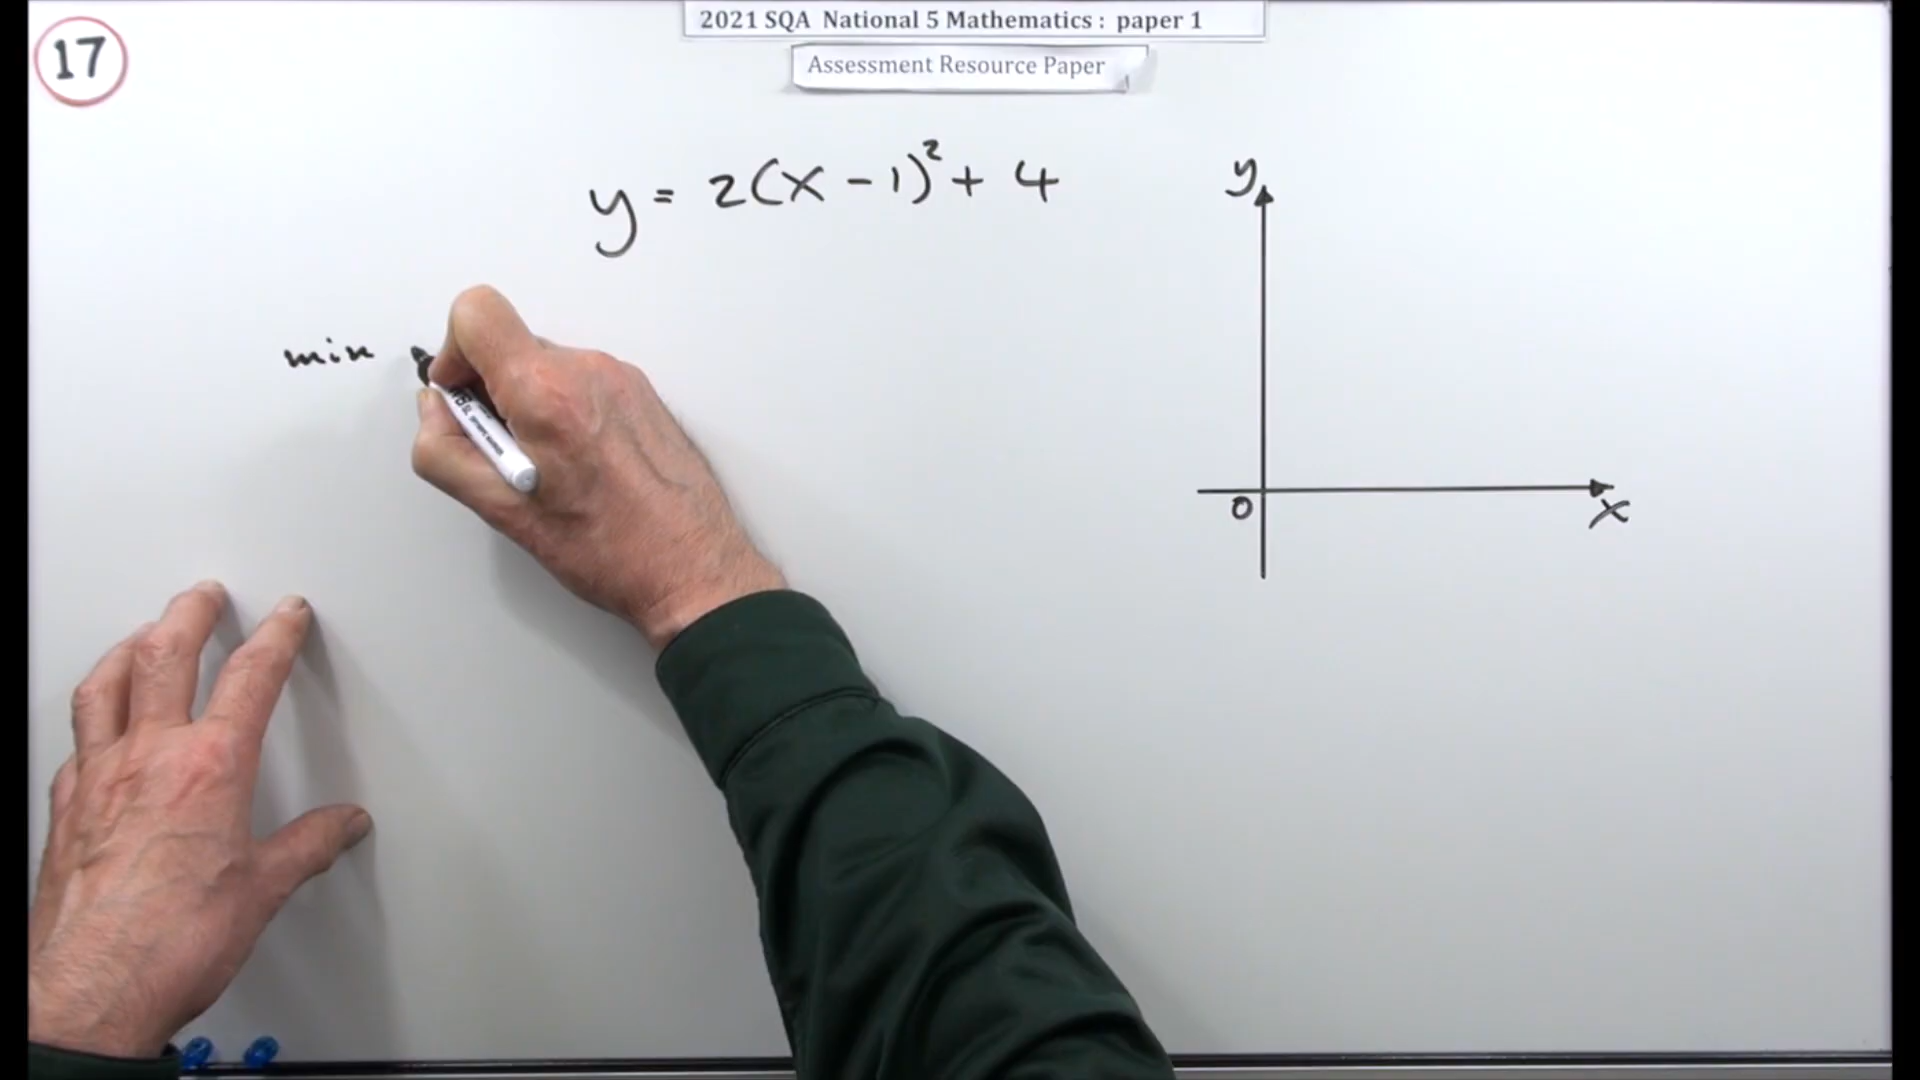 2021 SQA National 5 Mathematics : paper 1
17
Assessment Resource Paper
y = 2(x - 1)² + 4
y
min
0
x